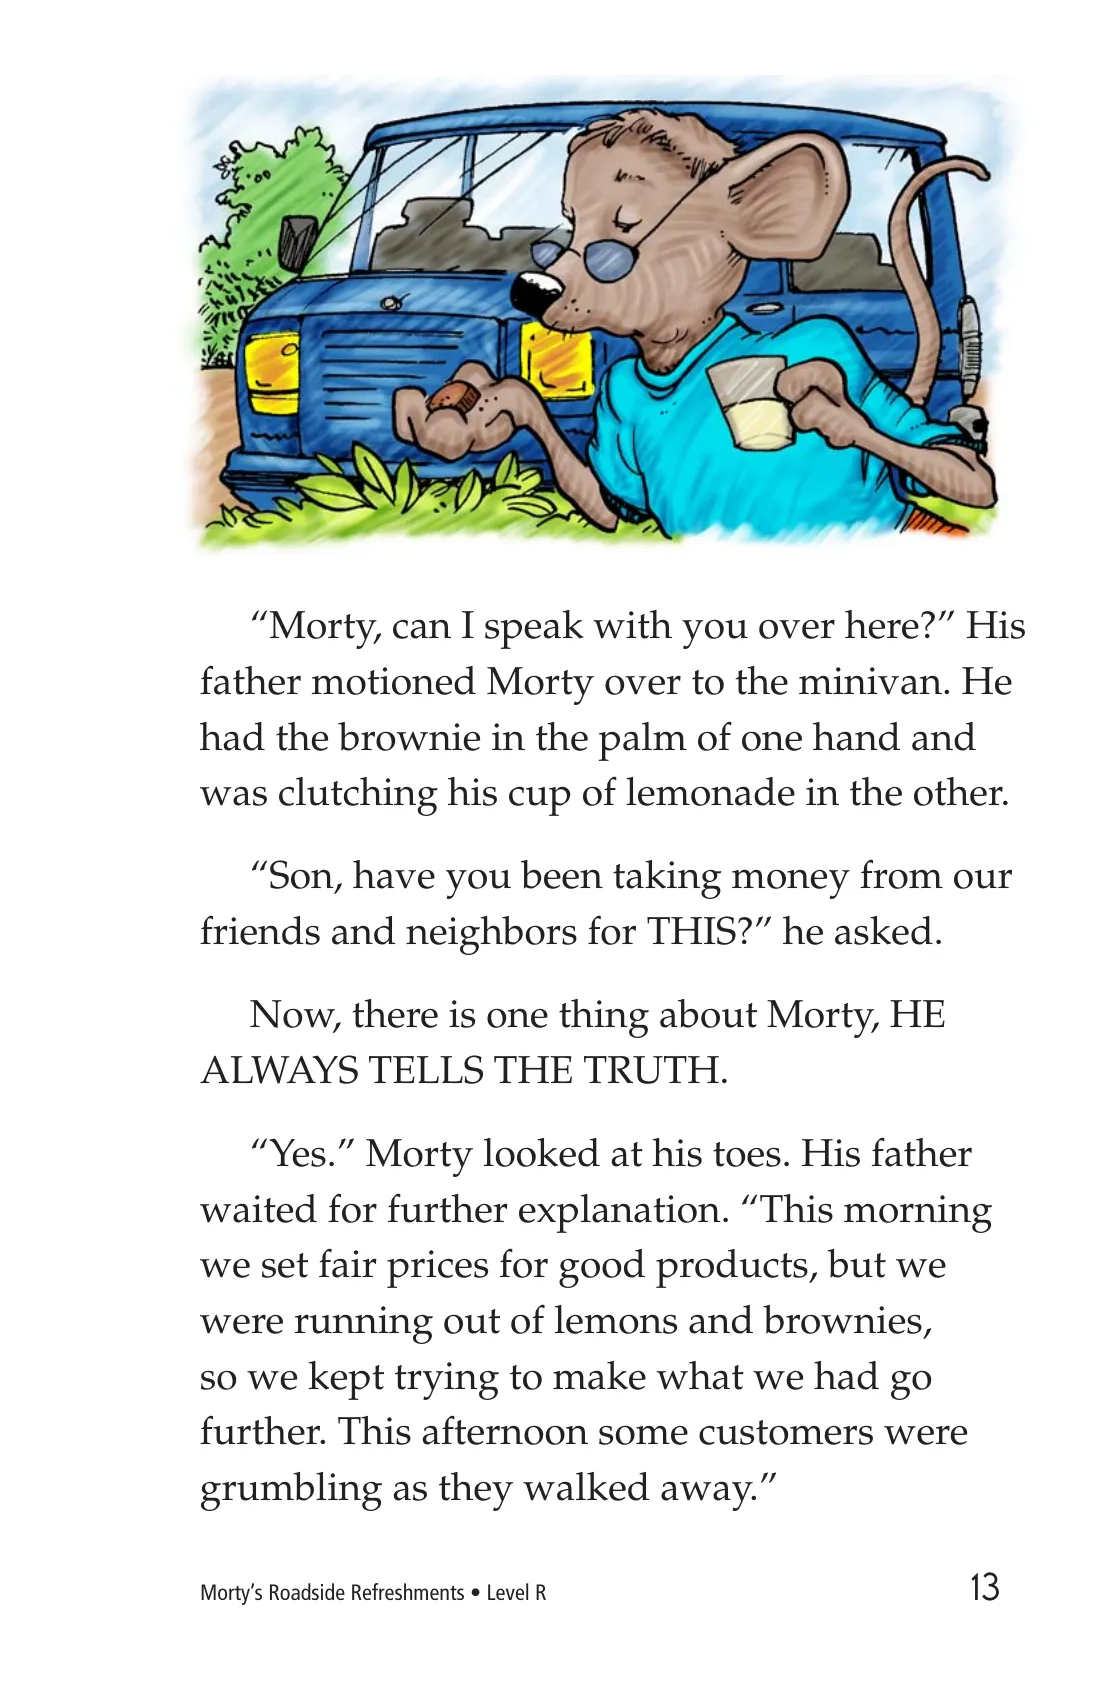 “Morty, can I speak with you over here?” His
father motioned Morty over to the minivan. He
had the brownie in the palm of one hand and
was clutching his cup of lemonade in the other.
“Son, have you been taking money from our
friends and neighbors for THIS?” he asked.
Now, there is one thing about Morty, HE
ALWAYS TELLS THE TRUTH.
“Yes.” Morty looked at his toes. His father
waited for further explanation. “This morning
we set fair prices for good products, but we
were running out of lemons and brownies,
so we kept trying to make what we had go
further. This afternoon some customers were
grumbling as they walked away.”
Morty’s Roadside Refreshments • Level R
13